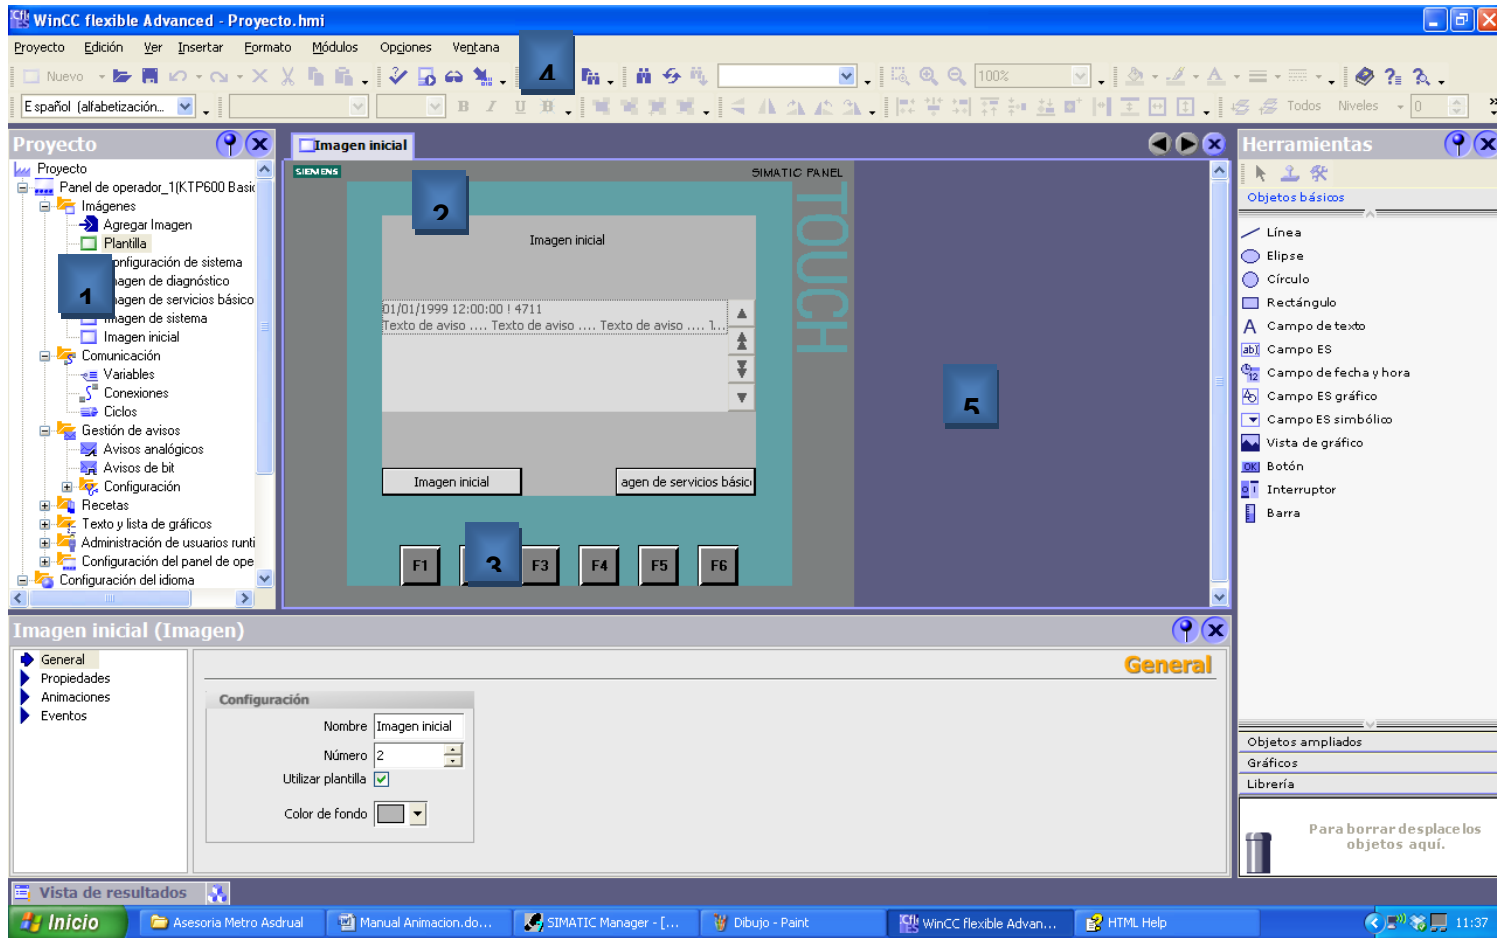 WinCC flexible Advanced - Proyecto.hmi
Proyecto Edición Ver Insertar Formato Módulos Opciones Ventana
4
Nuevo
100%
Español (alfabetización...
B I U
Todos Niveles 0
Proyecto
Proyecto
Panel de operador_1(KTP600 Basic
Imágenes
Agregar Imagen
Plantilla
onfiguración de sistema
magen de diagnóstico
magen de servicios básico
Imagen de sistema
Imagen inicial
Comunicación
Variables
Conexiones
Ciclos
Gestión de avisos
Avisos analógicos
Avisos de bit
Configuración
Recetas
Texto y lista de gráficos
Administración de usuarios runti
Configuración del panel de ope
Configuración del idioma
1
Imagen inicial
SIEMENS
SIMATIC PANEL
TOUCH
2
Imagen inicial
01/01/1999 12:00:00 ! 4711
Texto de aviso .... Texto de aviso .... Texto de aviso .... T...
Imagen inicial
agen de servicios básic
F1 F3 F4 F5 F6
3
5
Herramientas
Objetos básicos
Línea
Elipse
Círculo
Rectángulo
Campo de texto
Campo ES
Campo de fecha y hora
Campo ES gráfico
Campo ES simbólico
Vista de gráfico
Botón
Interruptor
Barra
Objetos ampliados
Gráficos
Librería
Para borrar desplace los
objetos aquí.
Imagen inicial (Imagen)
General
Propiedades
Animaciones
Eventos
General
Configuración
Nombre Imagen inicial
Número 2
Utilizar plantilla
Color de fondo
Vista de resultados
Inicio
Asesoria Metro Asdrual
Manual Animacion.do...
SIMATIC Manager - [...
Dibujo - Paint
WinCC flexible Advan...
HTML Help
11:37